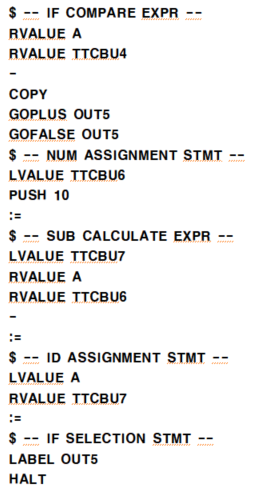 $ -- IF COMPARE EXPR --
RVALUE A
RVALUE TTCBU4
-
COPY
GOPLUS OUT5
GOFALSE OUT5
$ -- NUM ASSIGNMENT STMT --
LVALUE TTCBU6
PUSH 10
:=
$ -- SUB CALCULATE EXPR --
LVALUE TTCBU7
RVALUE A
RVALUE TTCBU6
-
:=
$ -- ID ASSIGNMENT STMT --
LVALUE A
RVALUE TTCBU7
:=
$ -- IF SELECTION STMT --
LABEL OUT5
HALT